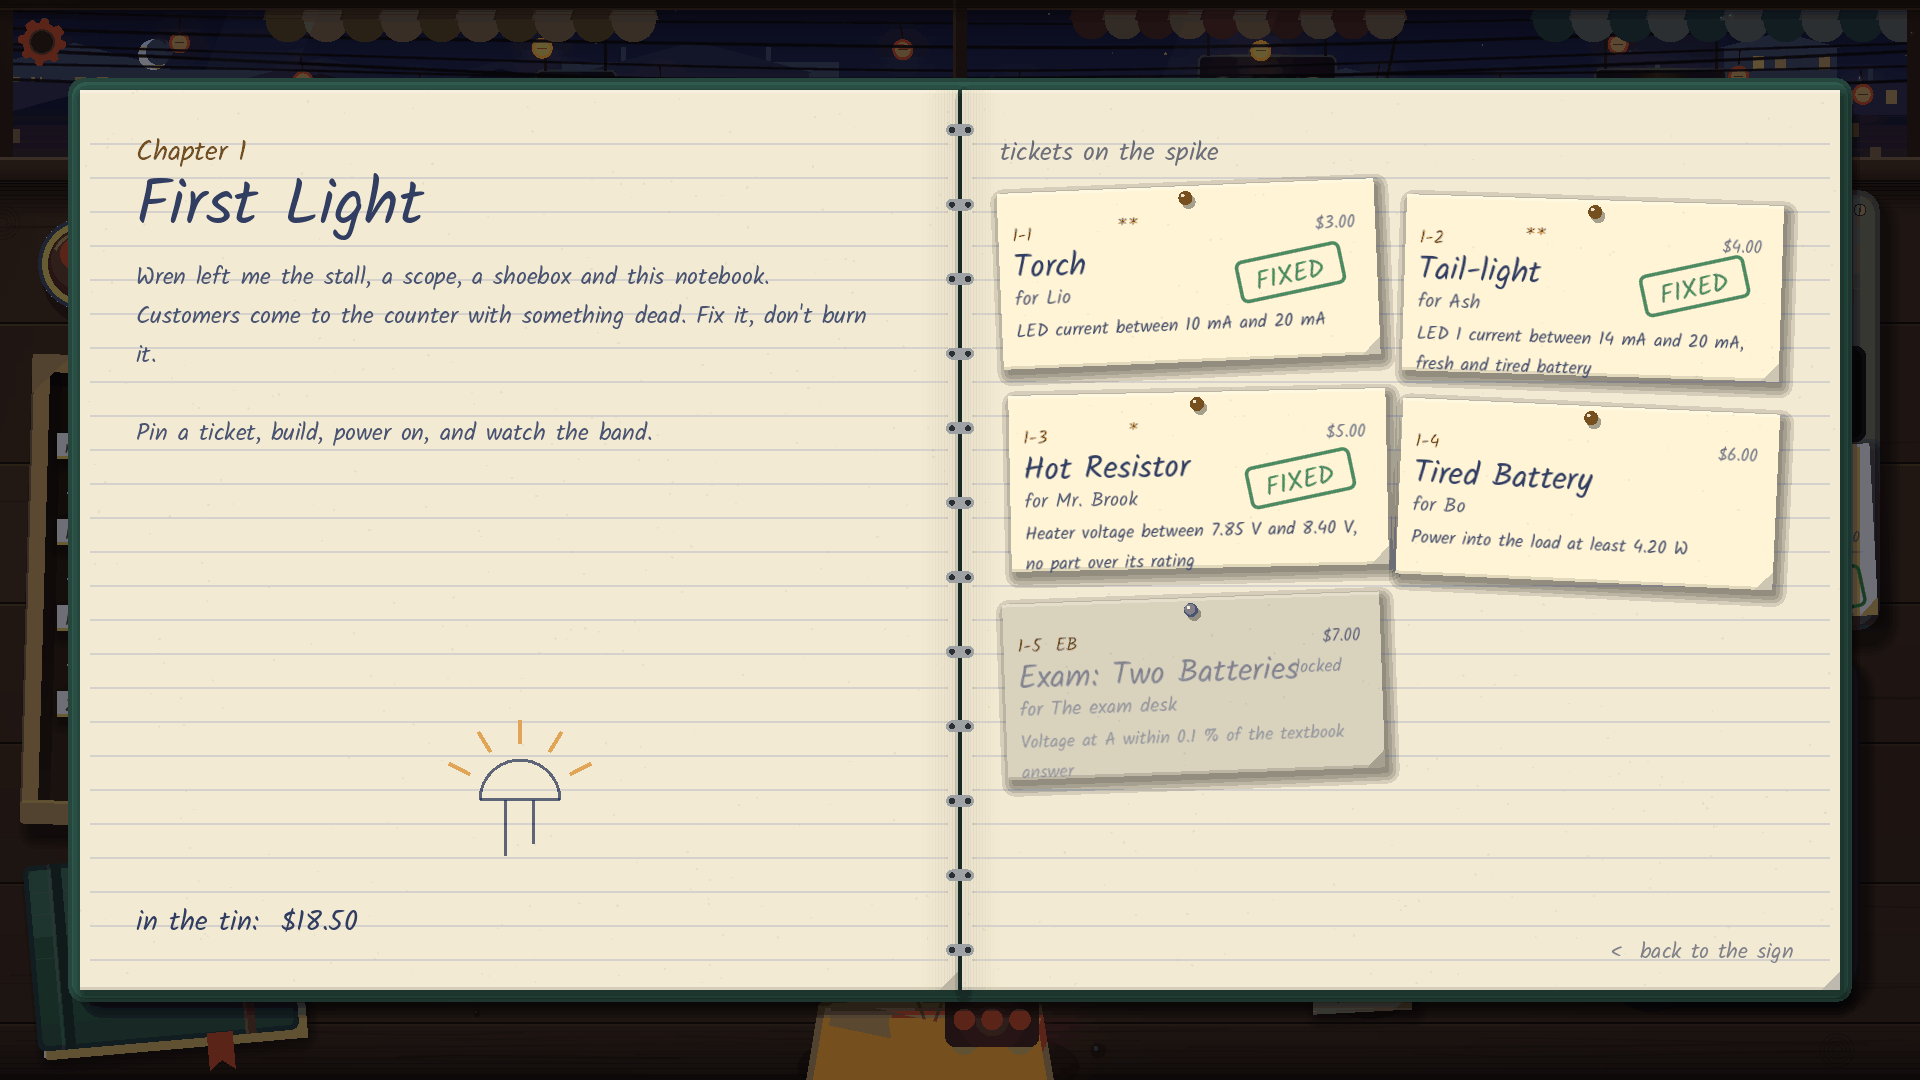 Chapter 1
First Light
Wren left me the stall, a scope, a shoebox and this notebook.
Customers come to the counter with something dead. Fix it, don't burn
it.
Pin a ticket, build, power on, and watch the band.
in the tin: $18.50
tickets on the spike
1-1 ** $3.00
Torch
FIXED
for Lio
LED current between 10 mA and 20 mA
1-2 ** $4.00
Tail-light
FIXED
for Ash
LED 1 current between 14 mA and 20 mA,
fresh and tired battery
1-3 * $5.00
Hot Resistor
FIXED
for Mr. Brook
Heater voltage between 7.85 V and 8.40 V,
no part over its rating
1-4 $6.00
Tired Battery
for Bo
Power into the load at least 4.20 W
1-5 EB $7.00
Exam: Two Batteries locked
for The exam desk
Voltage at A within 0.1 % of the textbook
answer
< back to the sign